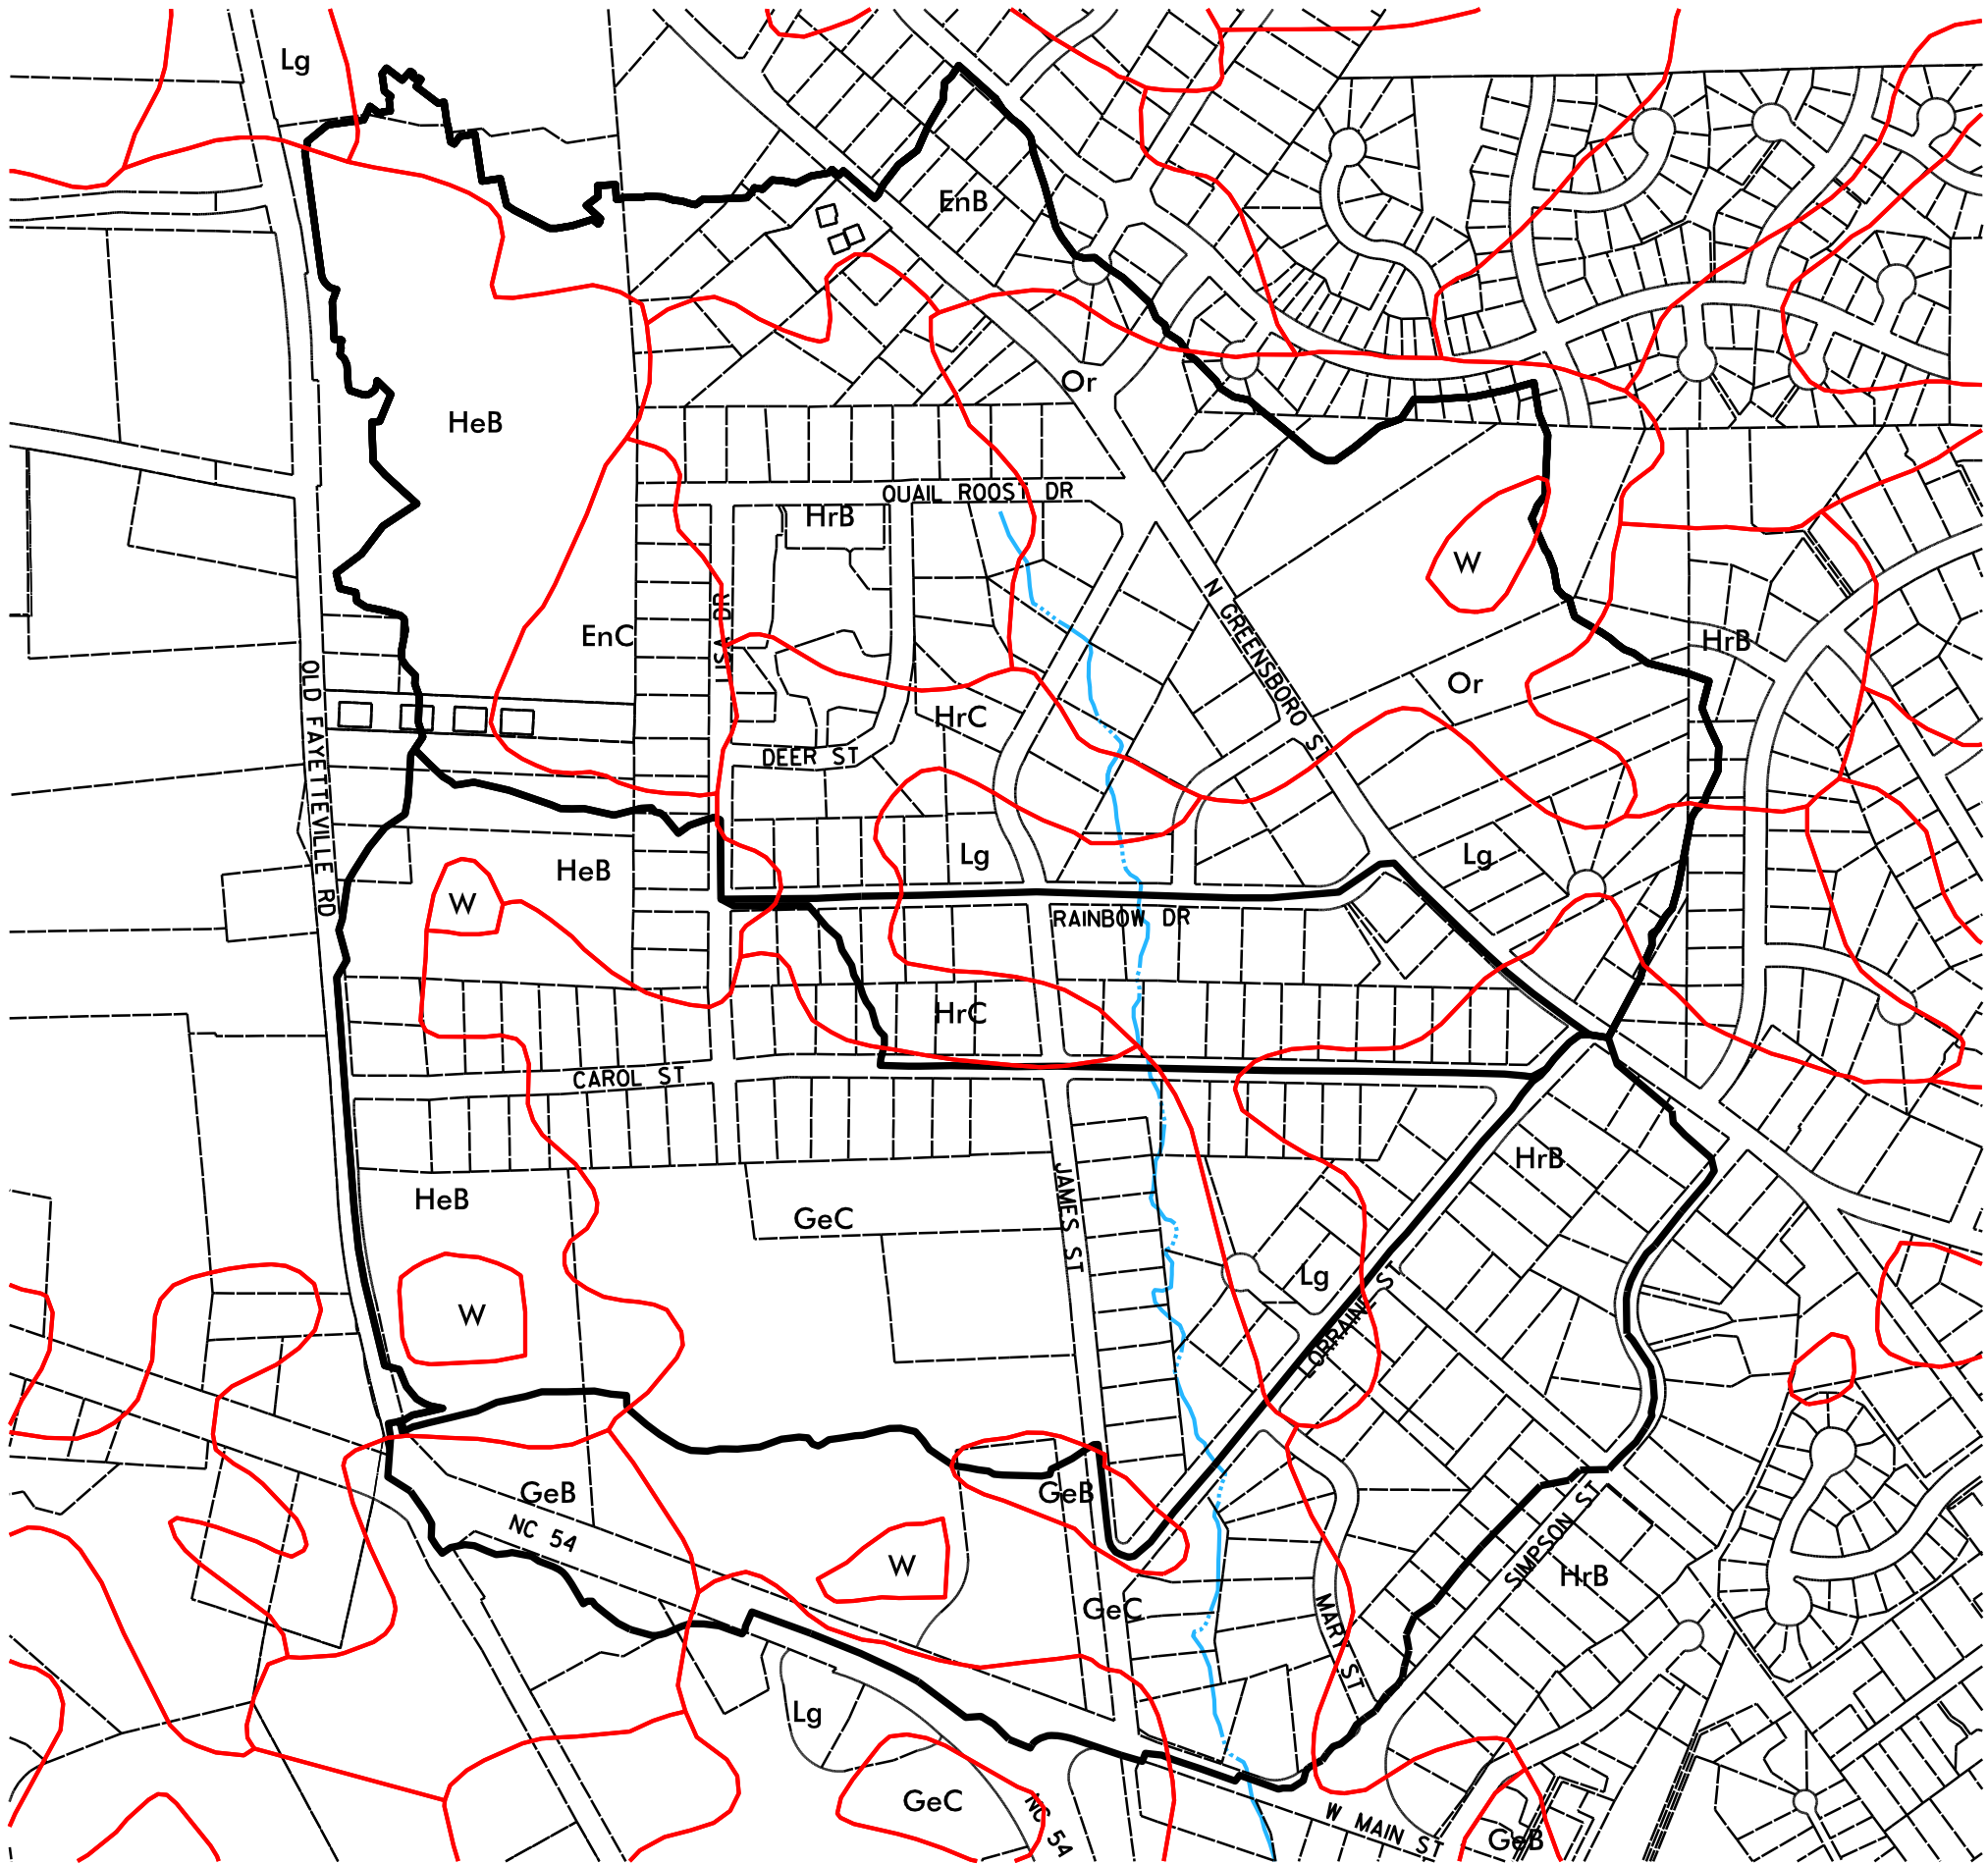 Lg
EnB
Or
HeB
QUAIL ROOST DR
HrB
W
N GREENSBORO ST
EnC
HrB
OLD FAYETTEVILLE RD
Or
HrC
DEER ST
Lg
Lg
HeB
W
RAINBOW DR
HrC
CAROL ST
HrB
HeB
JAMES ST
GeC
Lg
W
LORRAINE ST
GeB
GeB
NC 54
SIMPSON ST
W
HrB
GeC
MARY ST
Lg
GeC
NC 54
W MAIN ST
GeB